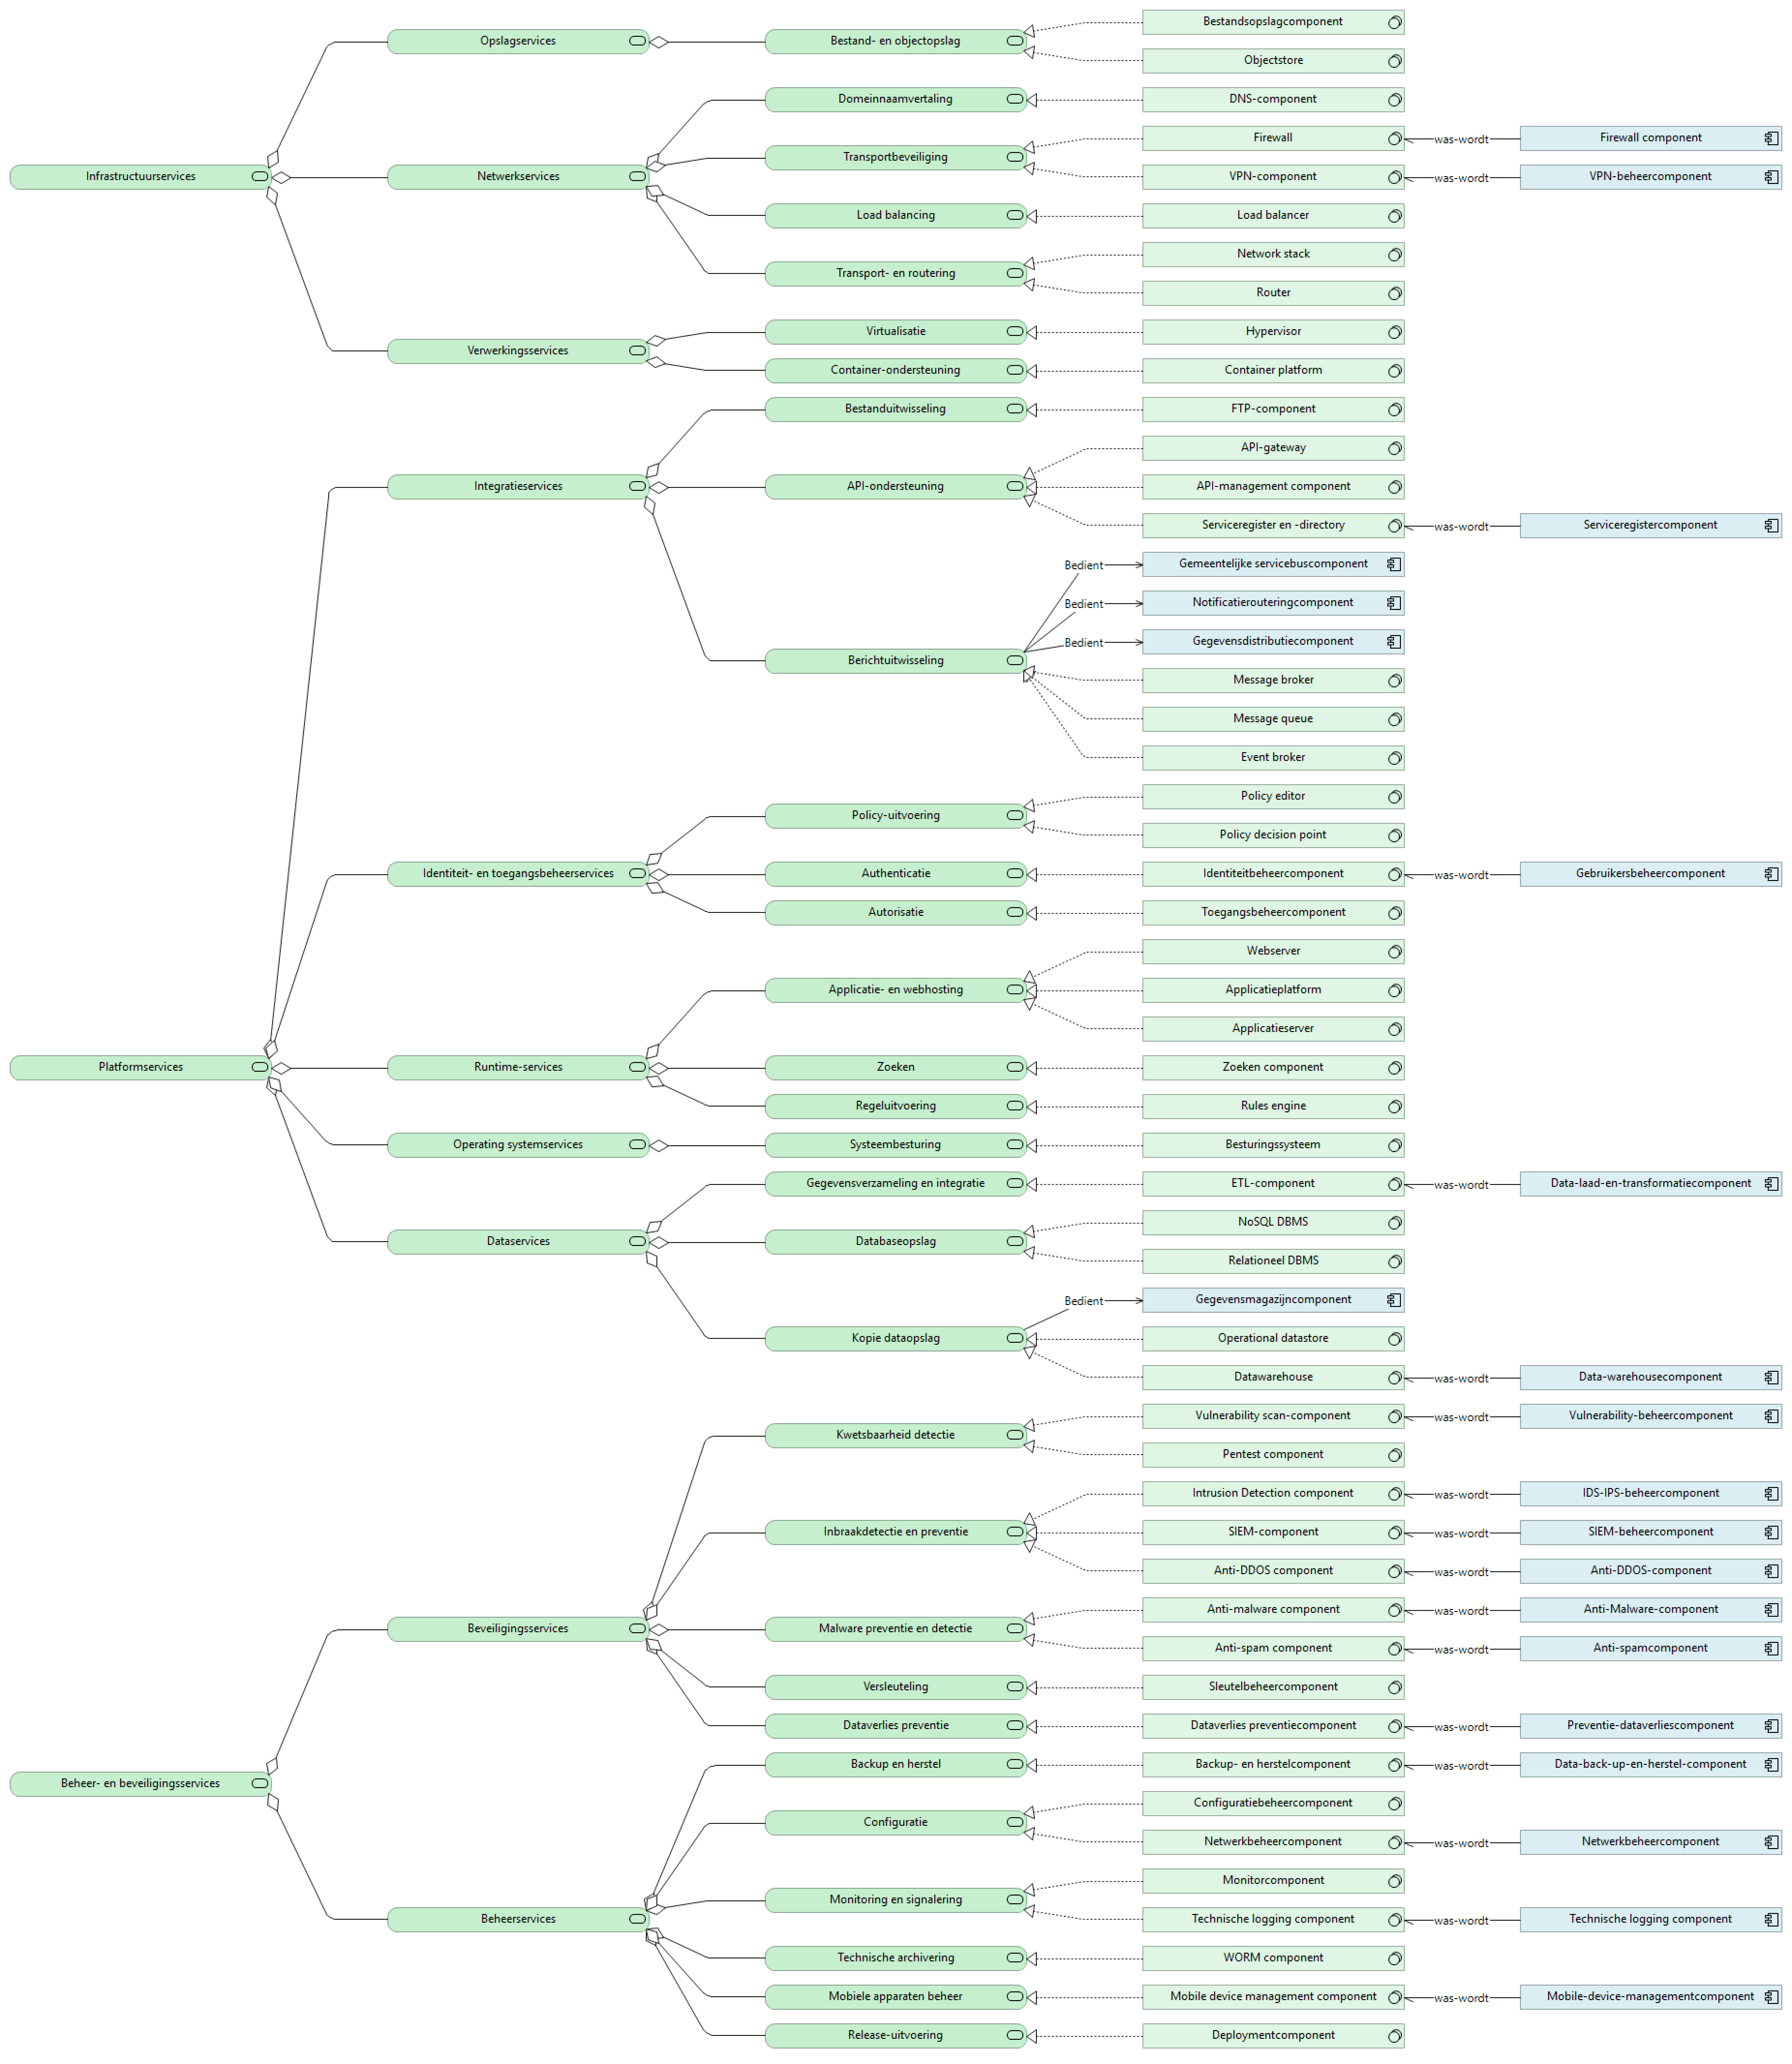 Bestandsopslagcomponent
Opslagservices
Bestand- en objectopslag
Objectstore
Domeinnaamvertaling
DNS-component
Firewall
was-wordt
Firewall component
Transportbeveiliging
Infrastructuurservices
Netwerkservices
VPN-component
was-wordt
VPN-beheercomponent
Load balancing
Load balancer
Network stack
Transport- en routering
Router
Virtualisatie
Hypervisor
Verwerkingsservices
Container-ondersteuning
Container platform
Bestanduitwisseling
FTP-component
API-gateway
Integratieservices
API-ondersteuning
API-management component
Serviceregister en -directory
was-wordt
Serviceregistercomponent
Bedient
Gemeentelijke servicebuscomponent
Bedient
Notificatierouteringcomponent
Bedient
Gegevensdistributiecomponent
Berichtuitwisseling
Message broker
Message queue
Event broker
Policy editor
Policy-uitvoering
Policy decision point
Identiteit- en toegangsbeheerservices
Authenticatie
Identiteitbeheercomponent
was-wordt
Gebruikersbeheercomponent
Autorisatie
Toegangsbeheercomponent
Webserver
Applicatie- en webhosting
Applicatieplatform
Applicatieserver
Platformservices
Runtime-services
Zoeken
Zoeken component
Regeluitvoering
Rules engine
Operating systemservices
Systeembesturing
Besturingssysteem
Gegevensverzameling en integratie
ETL-component
was-wordt
Data-laad-en-transformatiecomponent
NoSQL DBMS
Dataservices
Databaseopslag
Relationeel DBMS
Bedient
Gegevensmagazijncomponent
Kopie dataopslag
Operational datastore
Datawarehouse
was-wordt
Data-warehousecomponent
Vulnerability scan-component
was-wordt
Vulnerability-beheercomponent
Kwetsbaarheid detectie
Pentest component
Intrusion Detection component
was-wordt
IDS-IPS-beheercomponent
Inbraakdetectie en preventie
SIEM-component
was-wordt
SIEM-beheercomponent
Anti-DDOS component
was-wordt
Anti-DDOS-component
Anti-malware component
was-wordt
Anti-Malware-component
Beveiligingsservices
Malware preventie en detectie
Anti-spam component
was-wordt
Anti-spamcomponent
Versleuteling
Sleutelbeheercomponent
Dataverlies preventie
Dataverlies preventiecomponent
was-wordt
Preventie-dataverliescomponent
Backup en herstel
Backup- en herstelcomponent
was-wordt
Data-back-up-en-herstel-component
Beheer- en beveiligingsservices
Configuratiebeheercomponent
Configuratie
Netwerkbeheercomponent
was-wordt
Netwerkbeheercomponent
Monitorcomponent
Monitoring en signalering
Beheerservices
Technische logging component
was-wordt
Technische logging component
Technische archivering
WORM component
Mobiele apparaten beheer
Mobile device management component
was-wordt
Mobile-device-managementcomponent
Release-uitvoering
Deploymentcomponent